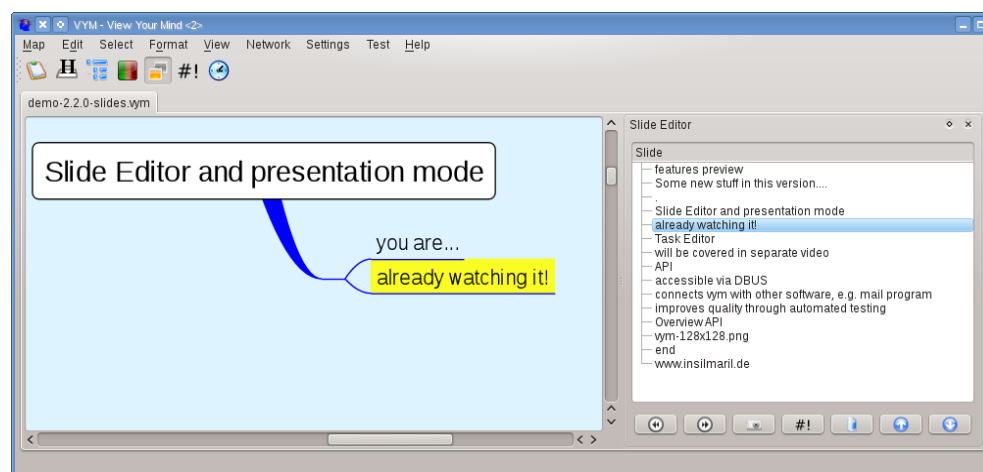 VYM - View Your Mind <2>
Map Edit Select Format View Network Settings Test Help
#!
demo-2.2.0-slides.vym
Slide Editor and presentation mode
you are...
already watching it!
Slide Editor
Slide
features preview
Some new stuff in this version....
.
Slide Editor and presentation mode
already watching it!
Task Editor
will be covered in separate video
API
accessible via DBUS
connects vym with other software, e.g. mail program
improves quality through automated testing
Overview API
vym-128x128.png
end
www.insilmaril.de
#!